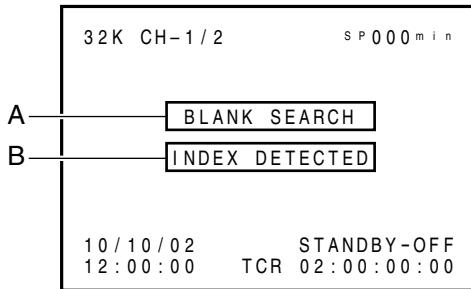 32K CH-1/2 SP000min
A BLANK SEARCH
B INDEX DETECTED
10/10/02 STANDBY-OFF
12:00:00 TCR 02:00:00:00